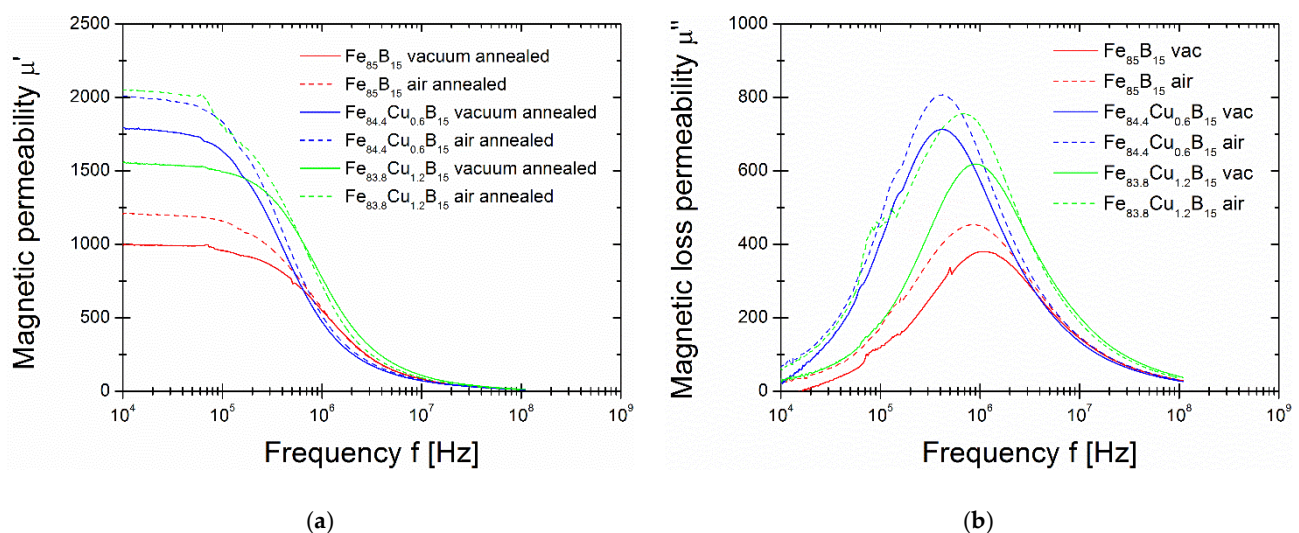 2500
2000
1500
1000
500
0
Magnetic permeability μ'
Fe85B15 vacuum annealed
Fe85B15 air annealed
Fe84.4Cu0.6B15 vacuum annealed
Fe84.4Cu0.6B15 air annealed
Fe83.8Cu1.2B15 vacuum annealed
Fe83.8Cu1.2B15 air annealed
10^4 10^5 10^6 10^7 10^8 10^9
Frequency f [Hz]
(a)
1000
800
600
400
200
0
Magnetic loss permeability μ''
Fe85B15 vac
Fe85B15 air
Fe84.4Cu0.6B15 vac
Fe84.4Cu0.6B15 air
Fe83.8Cu1.2B15 vac
Fe83.8Cu1.2B15 air
10^4 10^5 10^6 10^7 10^8 10^9
Frequency f [Hz]
(b)